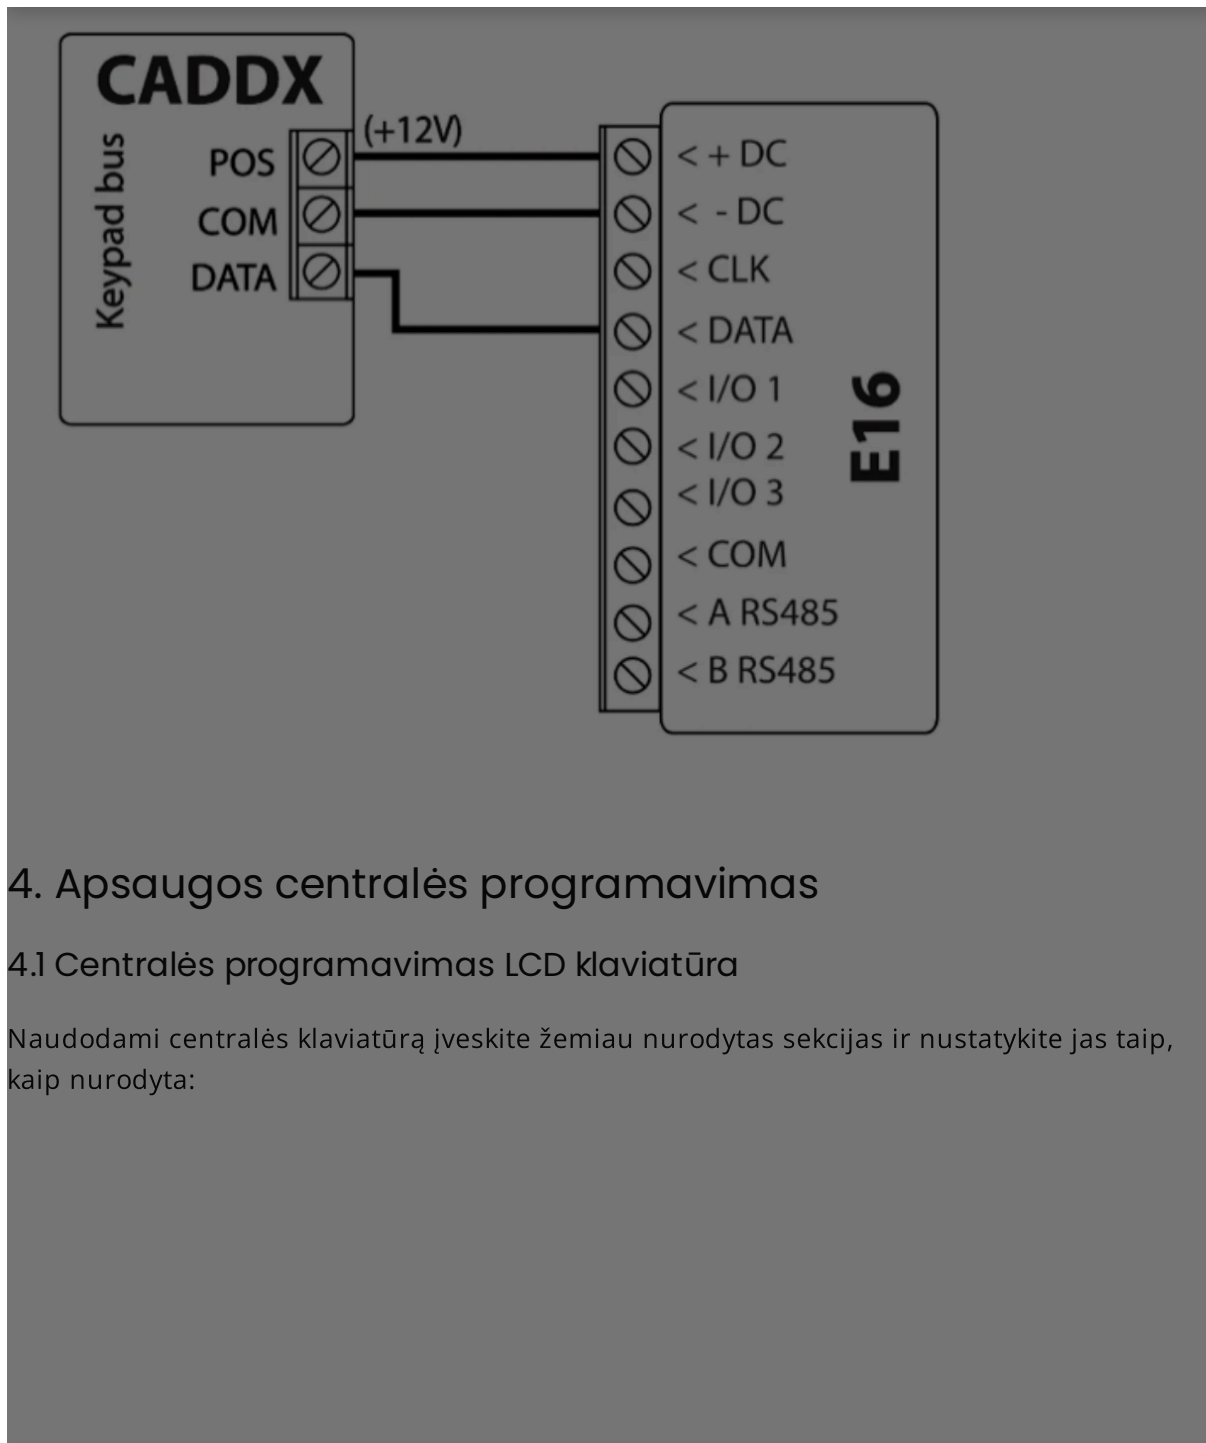 CADDX
Keypad bus
POS
COM
DATA
(+12V)
< + DC
< - DC
< CLK
< DATA
< I/O 1
< I/O 2
< I/O 3
< COM
< A RS485
< B RS485
E16
4. Apsaugos centralės programavimas
4.1 Centralės programavimas LCD klaviatūra
Naudodami centralės klaviatūrą įveskite žemiau nurodytas sekcijas ir nustatykite jas taip,
kaip nurodyta: